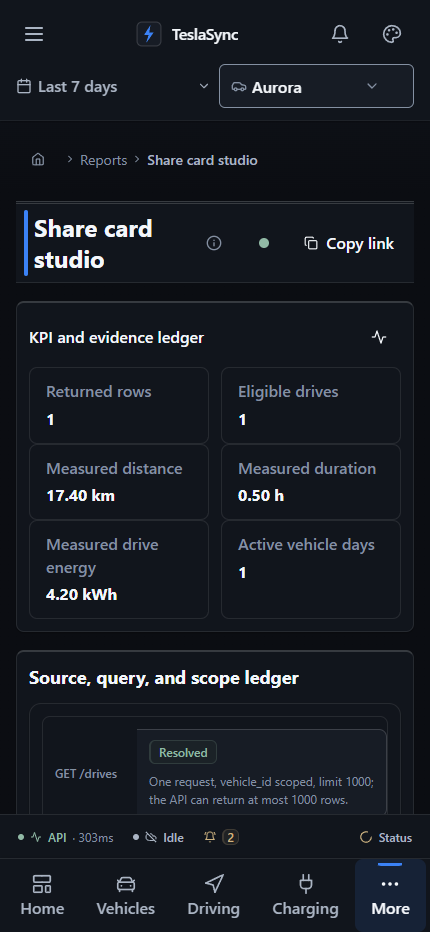 TeslaSync
Last 7 days
Aurora
Reports
Share card studio
Share card
studio
Copy link
KPI and evidence ledger
Returned rows
1
Eligible drives
1
Measured distance
17.40 km
Measured duration
0.50 h
Measured drive
energy
4.20 kWh
Active vehicle days
1
Source, query, and scope ledger
GET /drives
Resolved
One request, vehicle_id scoped, limit 1000;
the API can return at most 1000 rows.
API · 303ms
Idle
2
Status
Home
Vehicles
Driving
Charging
More